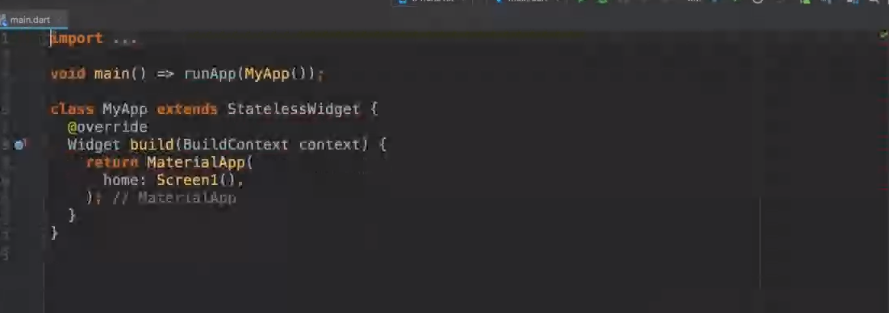 main.dart
import ...
void main() => runApp(MyApp());
class MyApp extends StatelessWidget {
@override
Widget build(BuildContext context) {
return MaterialApp(
home: Screen1(),
); // MaterialApp
}
}